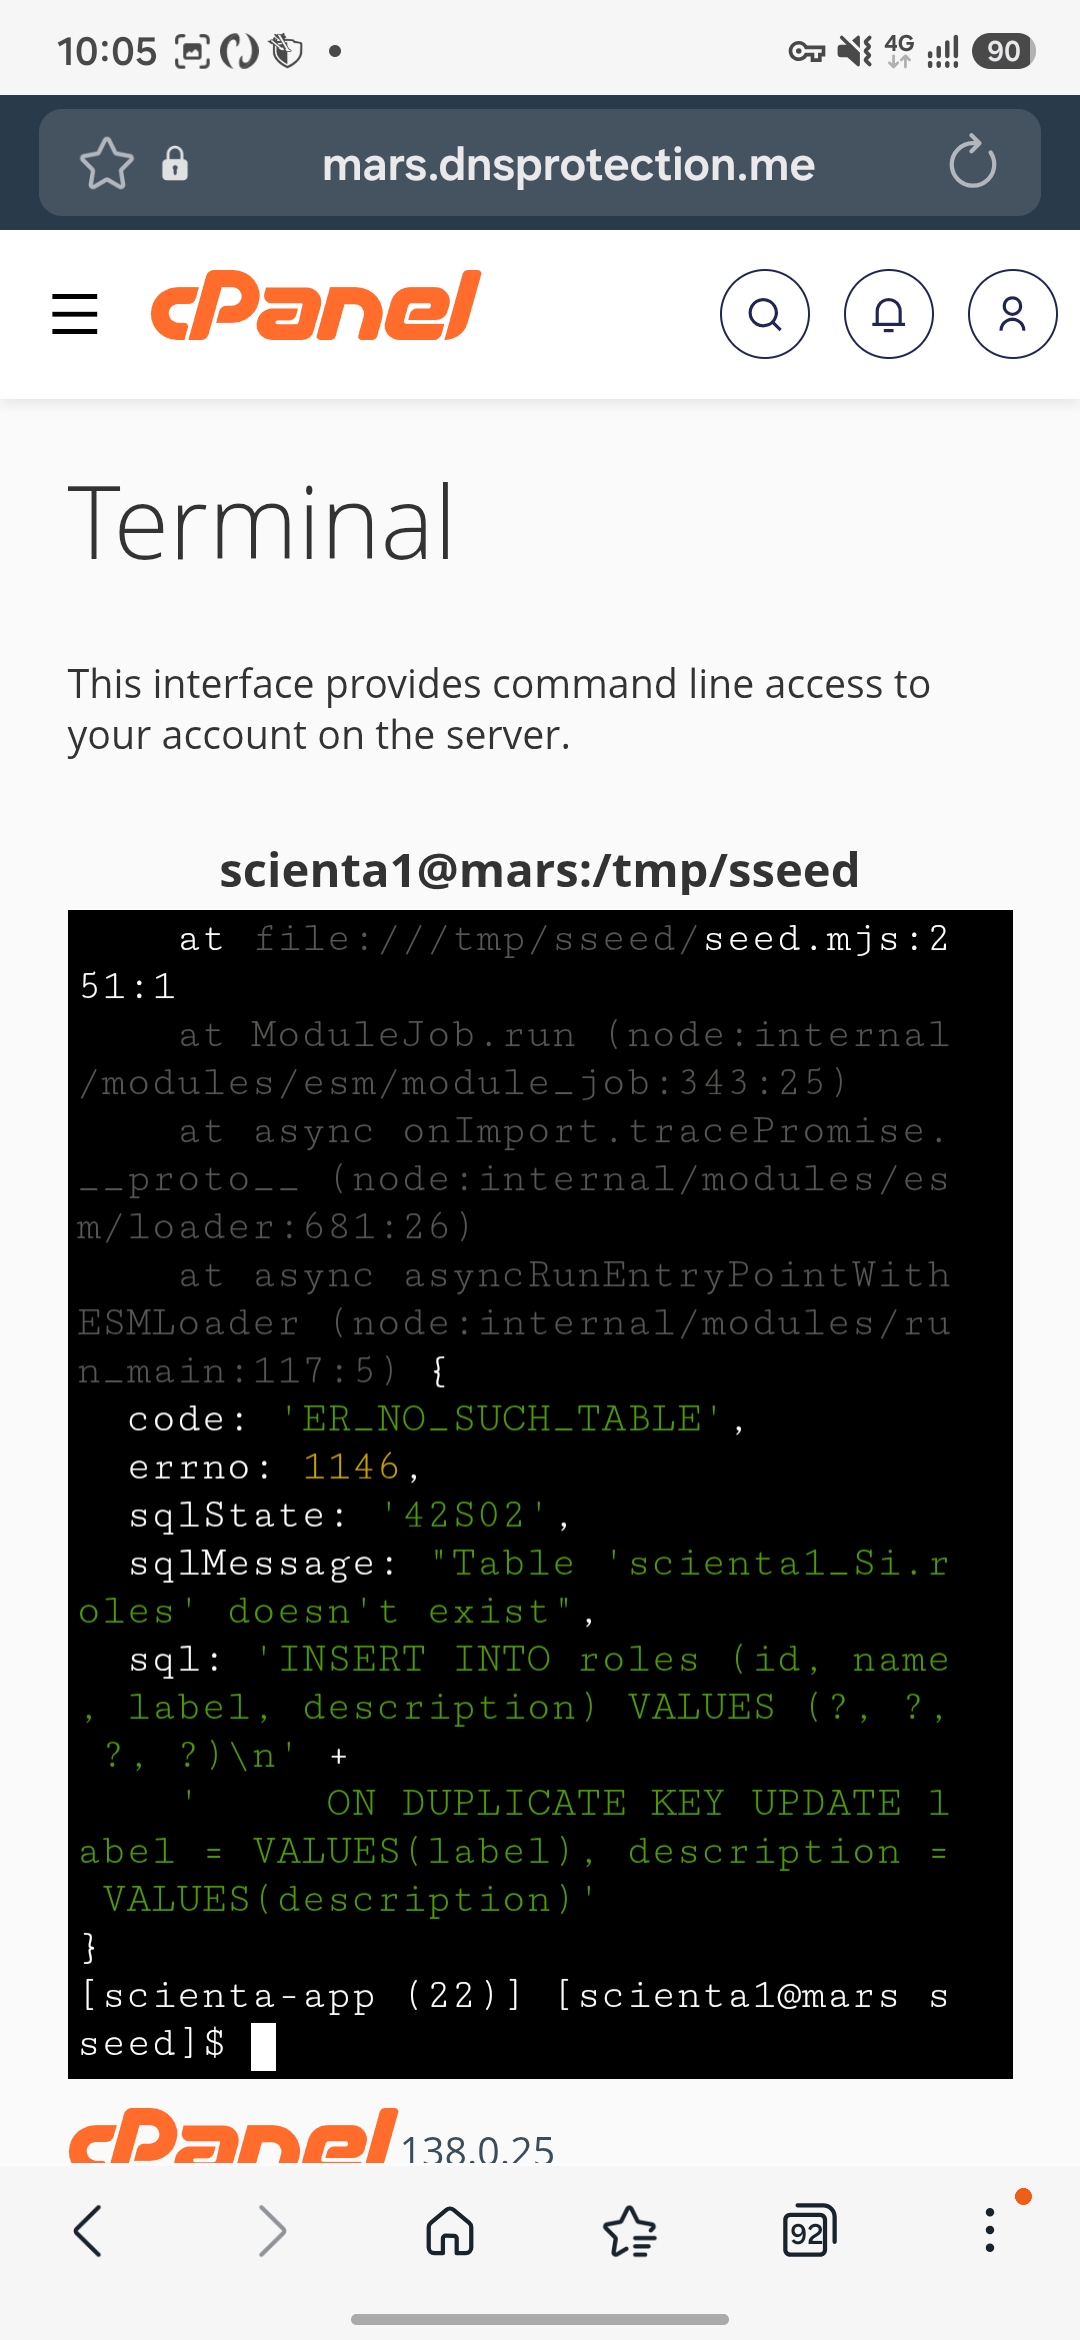 10:05
4G
90
mars.dnsprotection.me
cPanel
Terminal
This interface provides command line access to
your account on the server.
scienta1@mars:/tmp/sseed
at file:///tmp/sseed/seed.mjs:2
51:1
at ModuleJob.run (node:internal
/modules/esm/module_job:343:25)
at async onImport.tracePromise.
__proto__ (node:internal/modules/es
m/loader:681:26)
at async asyncRunEntryPointWith
ESMLoader (node:internal/modules/ru
n_main:117:5) {
code: 'ER_NO_SUCH_TABLE',
errno: 1146,
sqlState: '42S02',
sqlMessage: "Table 'scienta1_Si.r
oles' doesn't exist",
sql: 'INSERT INTO roles (id, name
, label, description) VALUES (?, ?,
?, ?)\n' +
'     ON DUPLICATE KEY UPDATE l
abel = VALUES(label), description =
VALUES(description)'
}
[scienta-app (22)] [scienta1@mars s
seed]$
cPanel 138.0.25
92